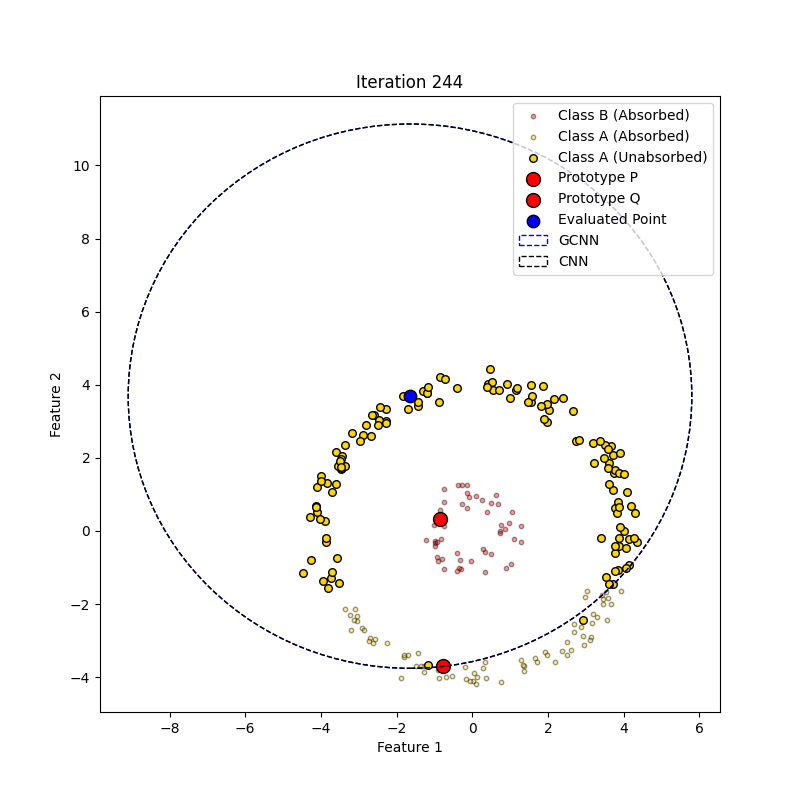 Iteration 244
Class B (Absorbed)
Class A (Absorbed)
Class A (Unabsorbed)
Prototype P
Prototype Q
Evaluated Point
GCNN
CNN
10
8
6
4
2
0
−2
−4
Feature 2
−8
−6
−4
−2
0
2
4
6
Feature 1